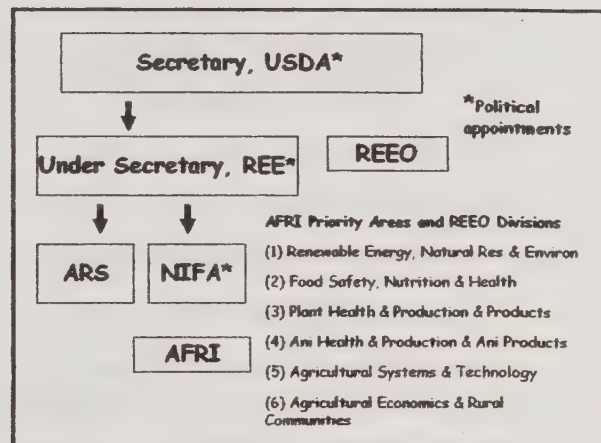 Secretary, USDA*
*Political
appointments
Under Secretary, REE*
REEO
ARS
NIFA*
AFRI
AFRI Priority Areas and REEO Divisions
(1) Renewable Energy, Natural Res & Environ
(2) Food Safety, Nutrition & Health
(3) Plant Health & Production & Products
(4) Ani Health & Production & Ani Products
(5) Agricultural Systems & Technology
(6) Agricultural Economics & Rural
Communities